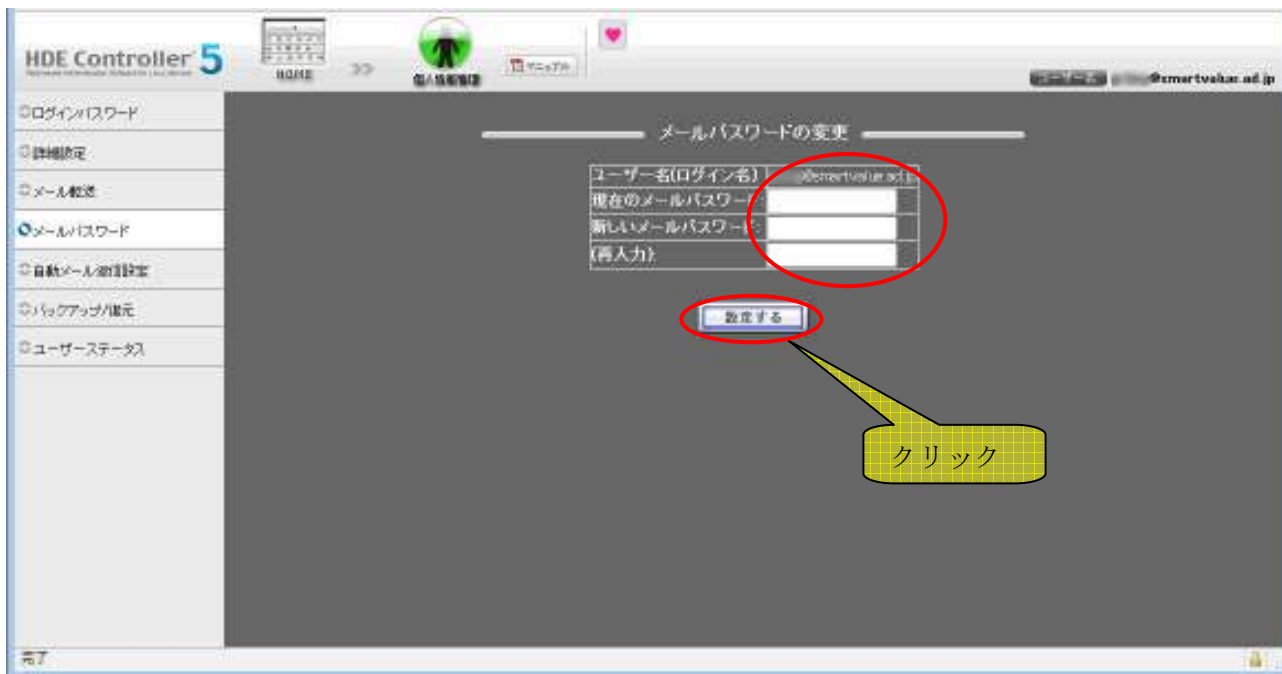 HDE Controller 5
HOME
>>
個人情報管理
マニュアル
@smartvalue.ad.jp
ログインパスワード
詳細設定
メール転送
メールパスワード
自動メール返信設定
バックアップ/復元
ユーザーステータス
メールパスワードの変更
ユーザー名(ログイン名) @smartvalue.ad.jp
現在のメールパスワード:
新しいメールパスワード:
(再入力):
設定する
クリック
完了